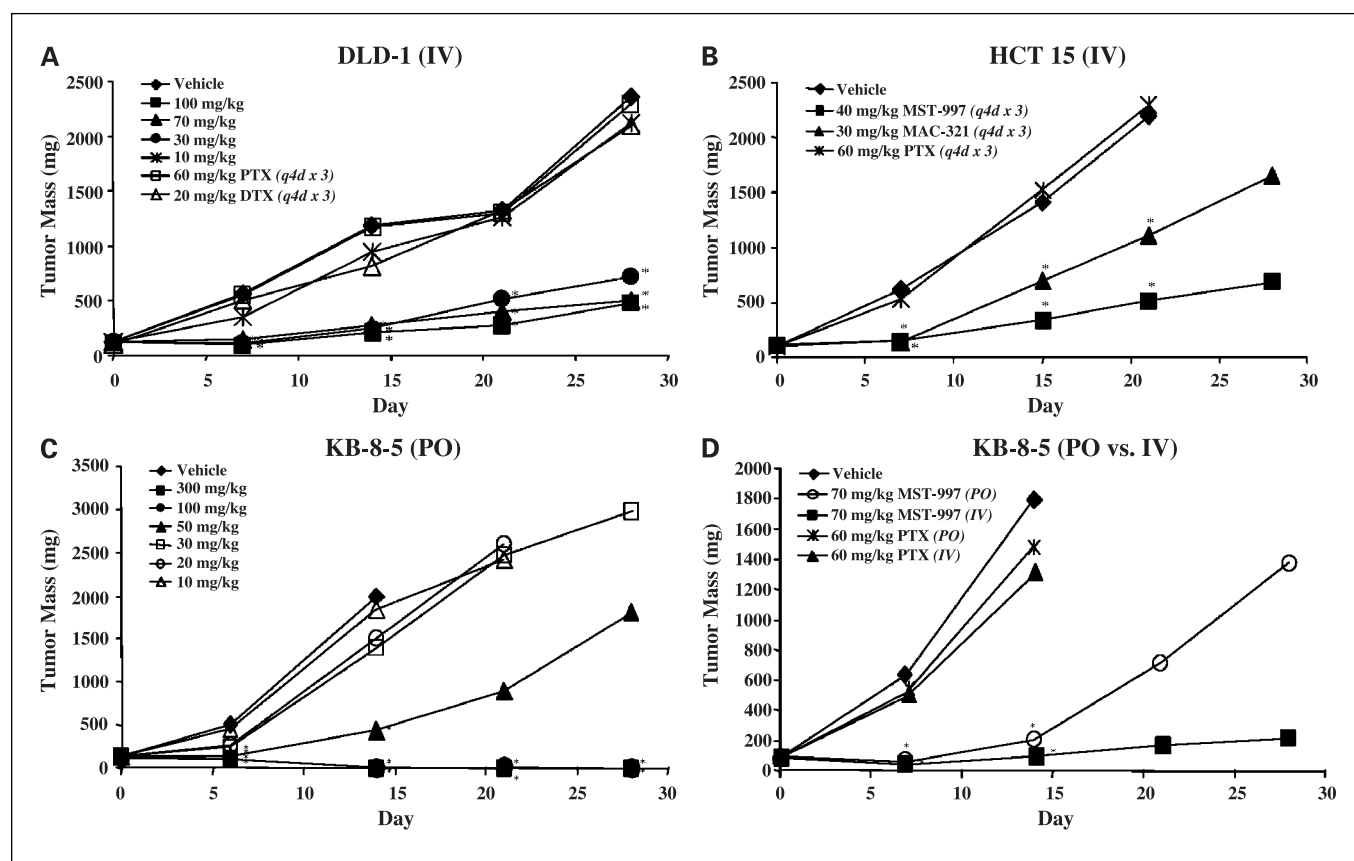 A
DLD-1 (IV)
Tumor Mass (mg)
2500
2000
1500
1000
500
0
Vehicle
100 mg/kg
70 mg/kg
30 mg/kg
10 mg/kg
60 mg/kg PTX (q4d x 3)
20 mg/kg DTX (q4d x 3)
*
*
*
*
*
*
*
*
0 5 10 15 20 25 30
Day
B
HCT 15 (IV)
Tumor Mass (mg)
2500
2000
1500
1000
500
0
Vehicle
40 mg/kg MST-997 (q4d x 3)
30 mg/kg MAC-321 (q4d x 3)
60 mg/kg PTX (q4d x 3)
*
*
*
*
*
*
0 5 10 15 20 25 30
Day
C
KB-8-5 (PO)
Tumor Mass (mg)
3500
3000
2500
2000
1500
1000
500
0
Vehicle
300 mg/kg
100 mg/kg
50 mg/kg
30 mg/kg
20 mg/kg
10 mg/kg
*
*
*
*
*
*
*
*
0 5 10 15 20 25 30
Day
D
KB-8-5 (PO vs. IV)
Tumor Mass (mg)
2000
1800
1600
1400
1200
1000
800
600
400
200
0
Vehicle
70 mg/kg MST-997 (PO)
70 mg/kg MST-997 (IV)
60 mg/kg PTX (PO)
60 mg/kg PTX (IV)
*
*
*
0 5 10 15 20 25 30
Day